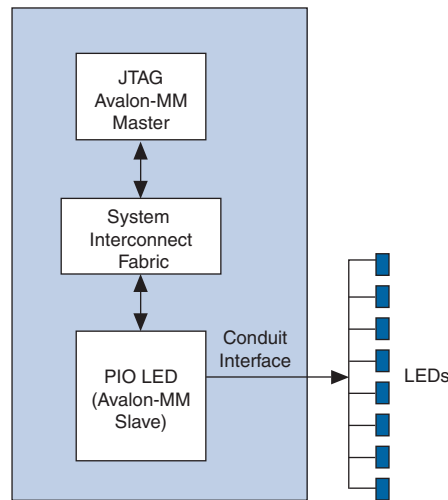 JTAG
Avalon-MM
Master
System
Interconnect
Fabric
PIO LED
(Avalon-MM
Slave)
Conduit
Interface
LEDs